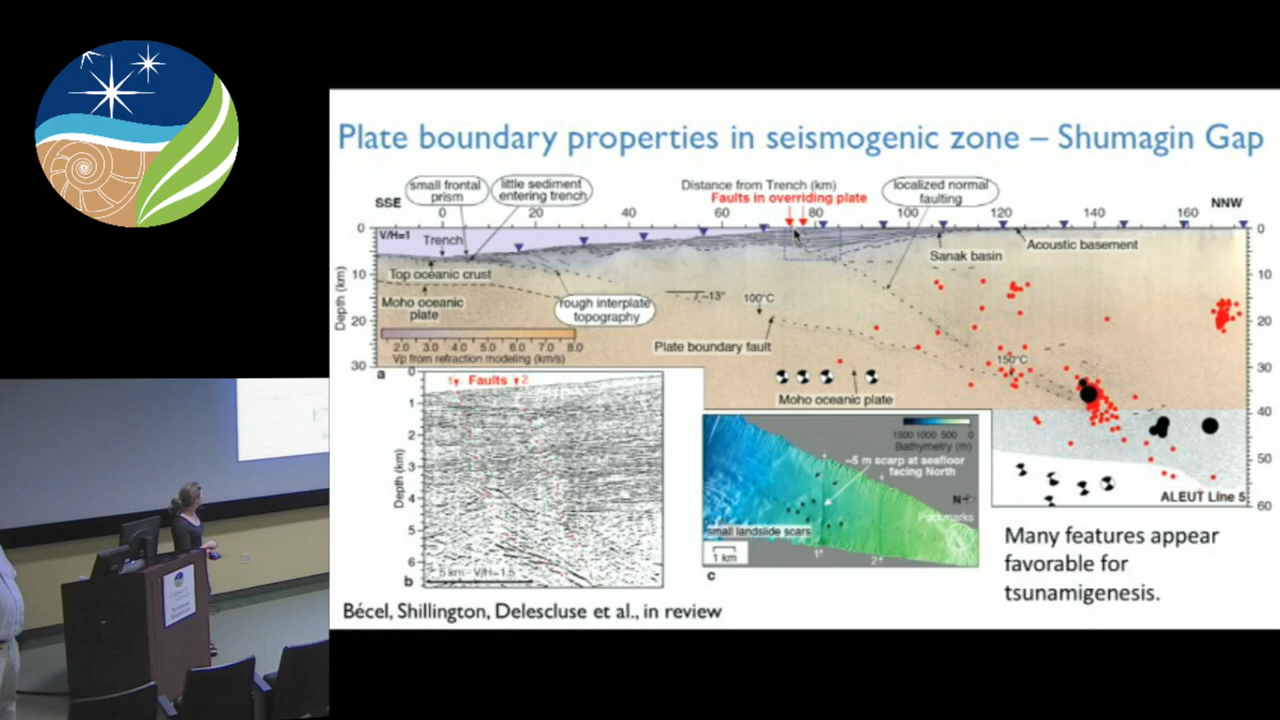 Plate boundary properties in seismogenic zone – Shumagin Gap
small frontal
prism
little sediment
entering trench
Distance from Trench (km)
Faults in overriding plate
localized normal
faulting
SSE
NNW
0 20 40 60 80 100 120 140 160
V/H=1
Trench
Top oceanic crust
Moho oceanic
plate
rough interplate
topography
~13°
100°C
Plate boundary fault
Sanak basin
Acoustic basement
150°C
Moho oceanic plate
Depth (km)
0
10
20
30
0
10
20
30
40
50
60
2.0 3.0 4.0 5.0 6.0 7.0 8.0
Vp from refraction modeling (km/s)
ALEUT Line 5
a
1 Faults 2
Depth (km)
0
1
2
3
4
5
6
5 km V/H=1.5
b
1500 1000 500 0
Bathymetry (m)
~5 m scarp at seafloor
facing North
N
Pockmarks
small landslide scars
1 km
1
2
c
Many features appear
favorable for
tsunamigenesis.
Bécel, Shillington, Delescluse et al., in review